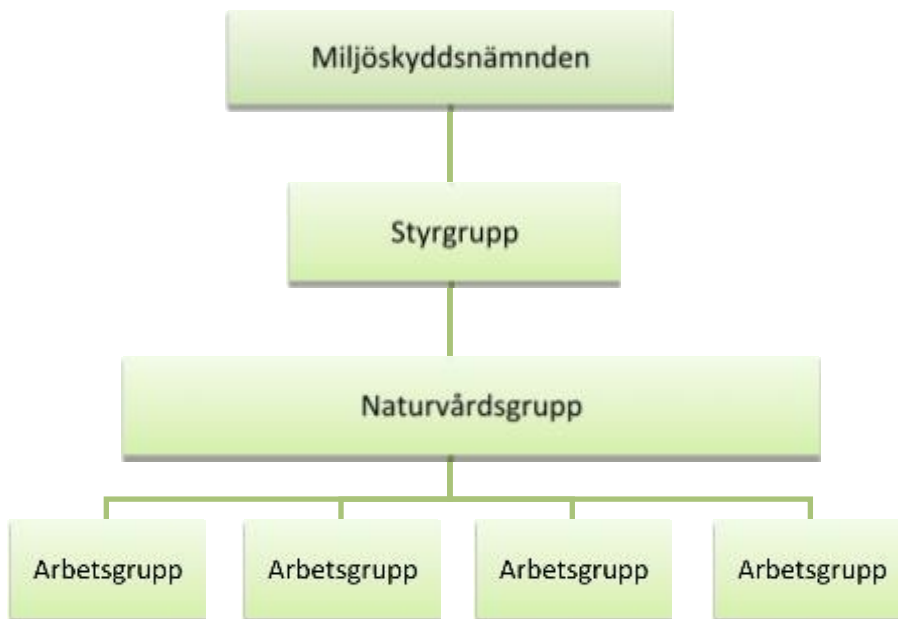 Miljöskyddsnämnden
Styrgrupp
Naturvårdsgrupp
Arbetsgrupp
Arbetsgrupp
Arbetsgrupp
Arbetsgrupp